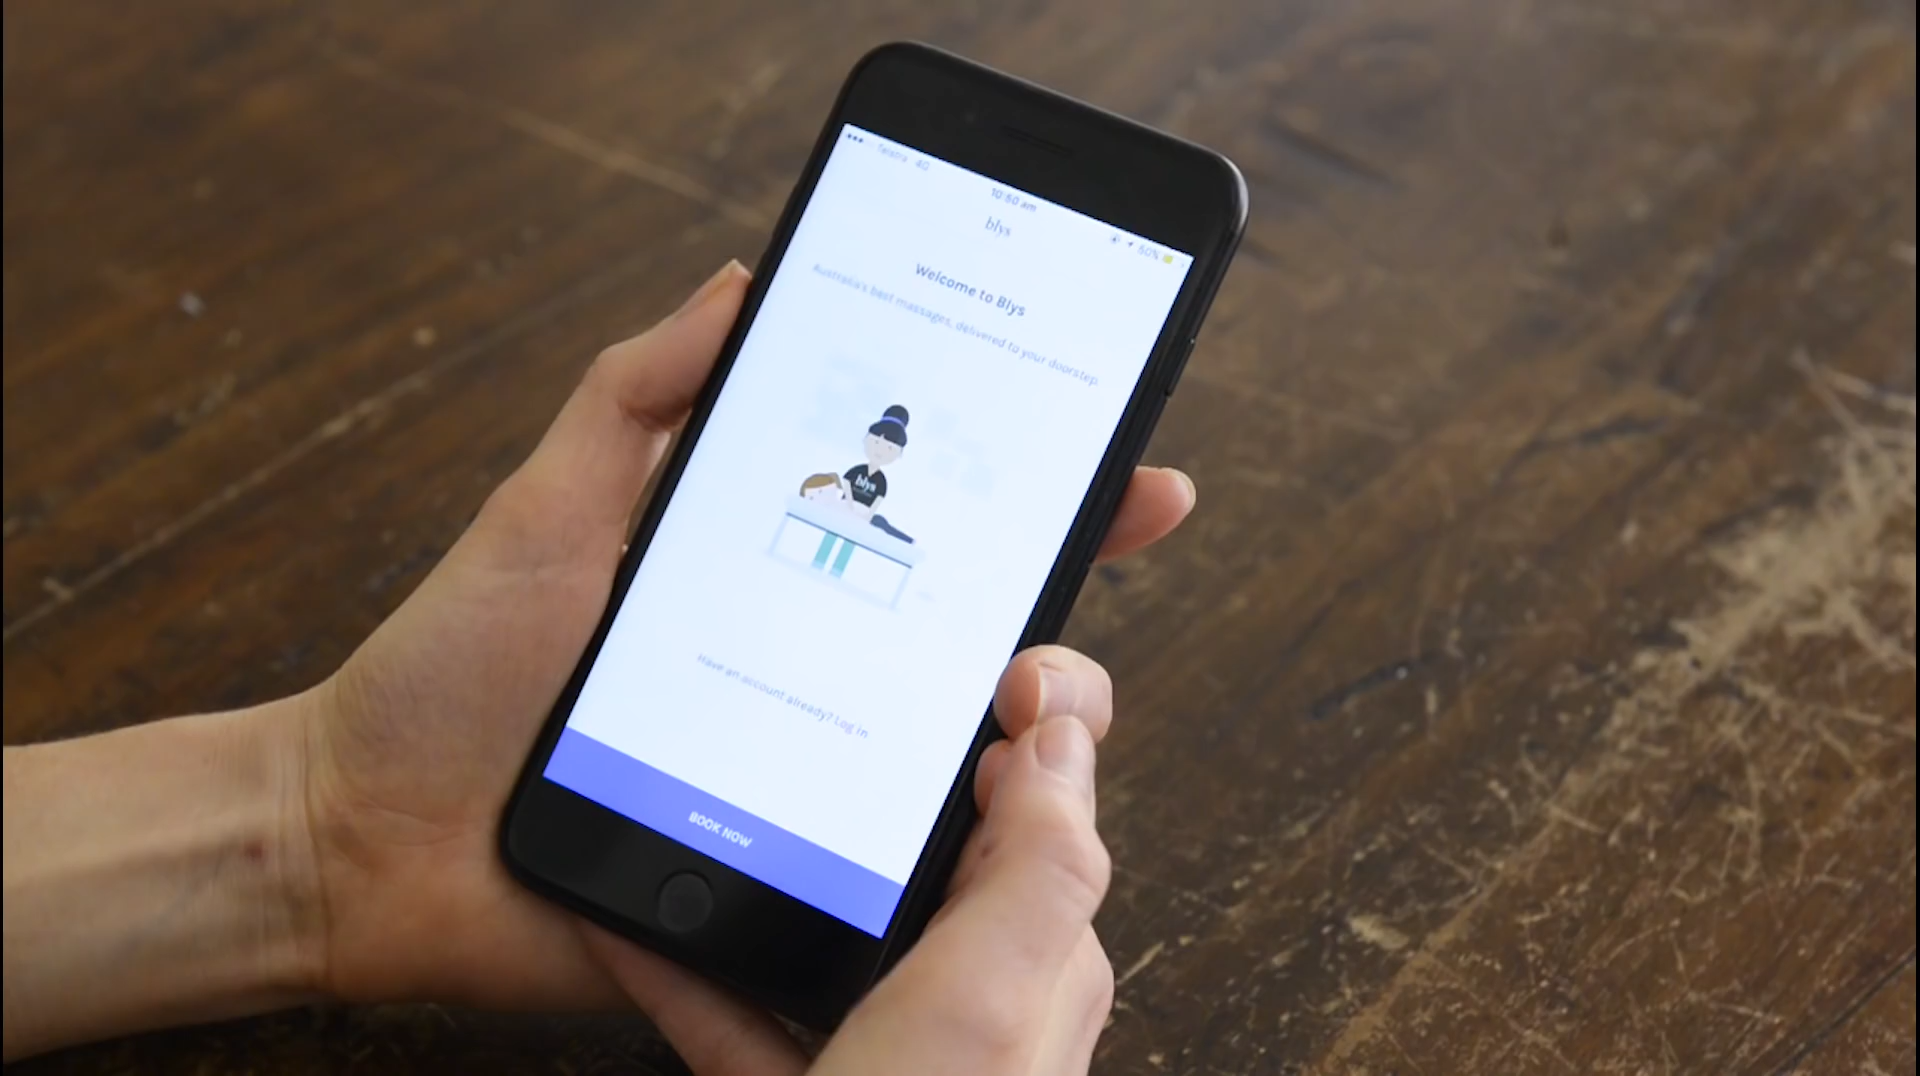 Telstra 4G
10:50 am
50%
blys
Welcome to Blys
Australia's best massages, delivered to your doorstep.
blys
Have an account already? Log in
BOOK NOW